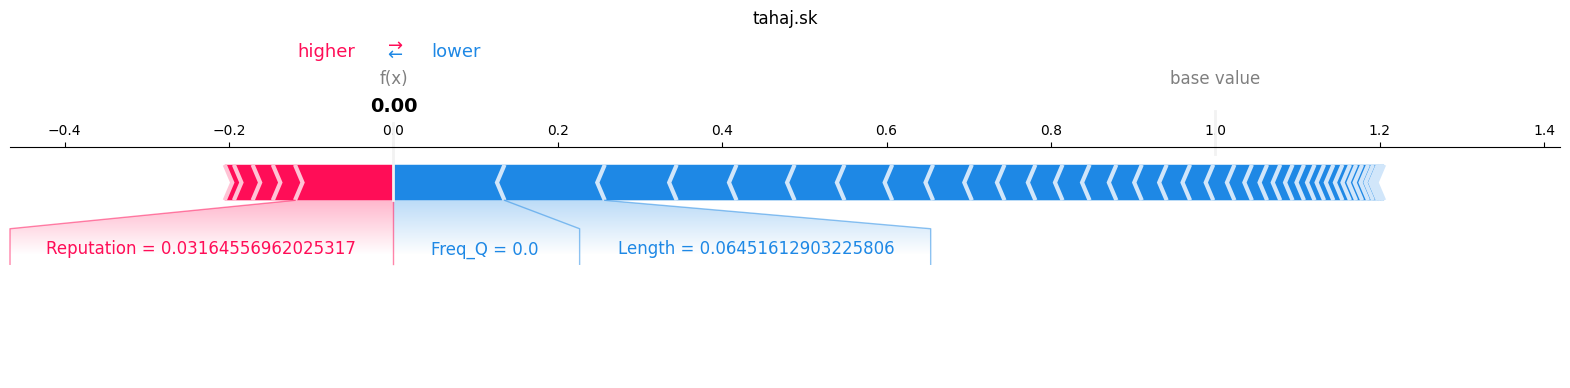 tahaj.sk
higher ⇄ lower
f(x) base value
0.00
−0.4 −0.2 0.0 0.2 0.4 0.6 0.8 1.0 1.2 1.4
Reputation = 0.03164556962025317 Freq_Q = 0.0 Length = 0.06451612903225806